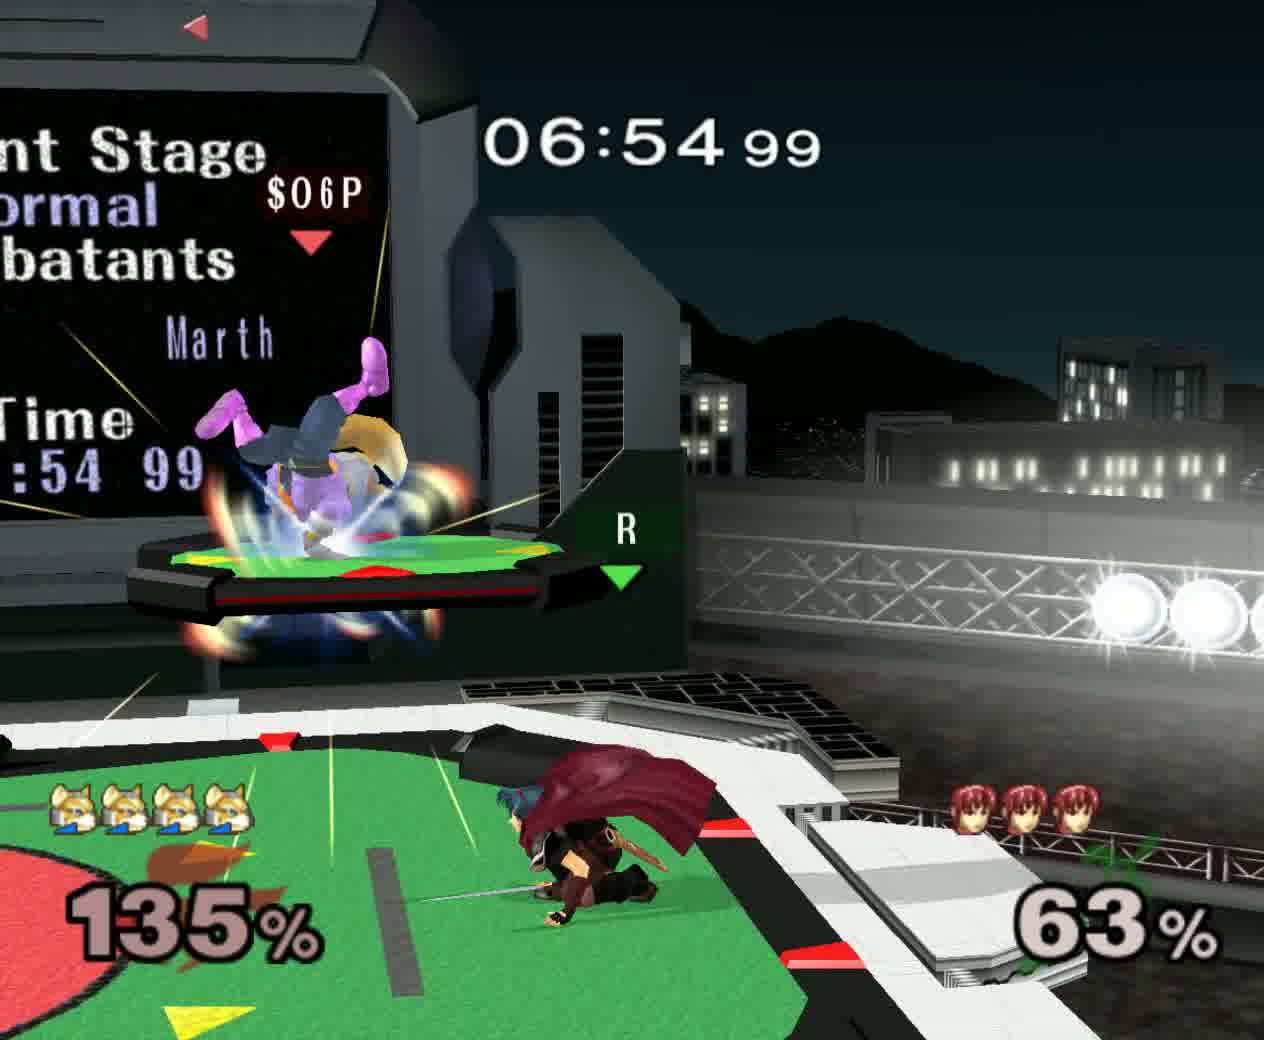 nt Stage
ormal
batants
Marth
Time
:54 99
06:54 99
$06P
R
135%
63%